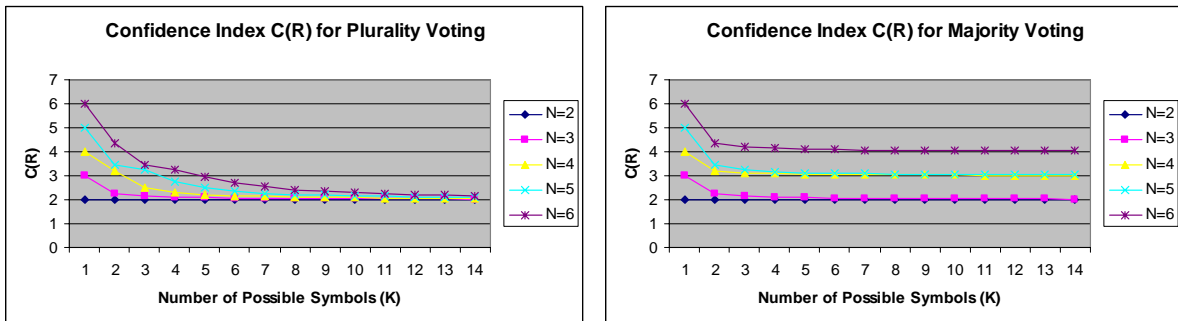 Confidence Index C(R) for Plurality Voting
7
6
5
4
3
2
1
0
C(R)
1 2 3 4 5 6 7 8 9 10 11 12 13 14
Number of Possible Symbols (K)
N=2
N=3
N=4
N=5
N=6
Confidence Index C(R) for Majority Voting
7
6
5
4
3
2
1
0
C(R)
1 2 3 4 5 6 7 8 9 10 11 12 13 14
Number of Possible Symbols (K)
N=2
N=3
N=4
N=5
N=6